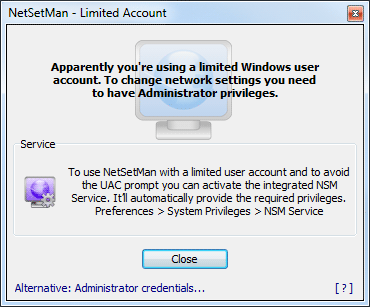 NetSetMan - Limited Account
Apparently you're using a limited Windows user
account. To change network settings you need
to have Administrator privileges.
Service
To use NetSetMan with a limited user account and to avoid
the UAC prompt you can activate the integrated NSM
Service. It'll automatically provide the required privileges.
Preferences > System Privileges > NSM Service
Close
Alternative: Administrator credentials... [ ? ]